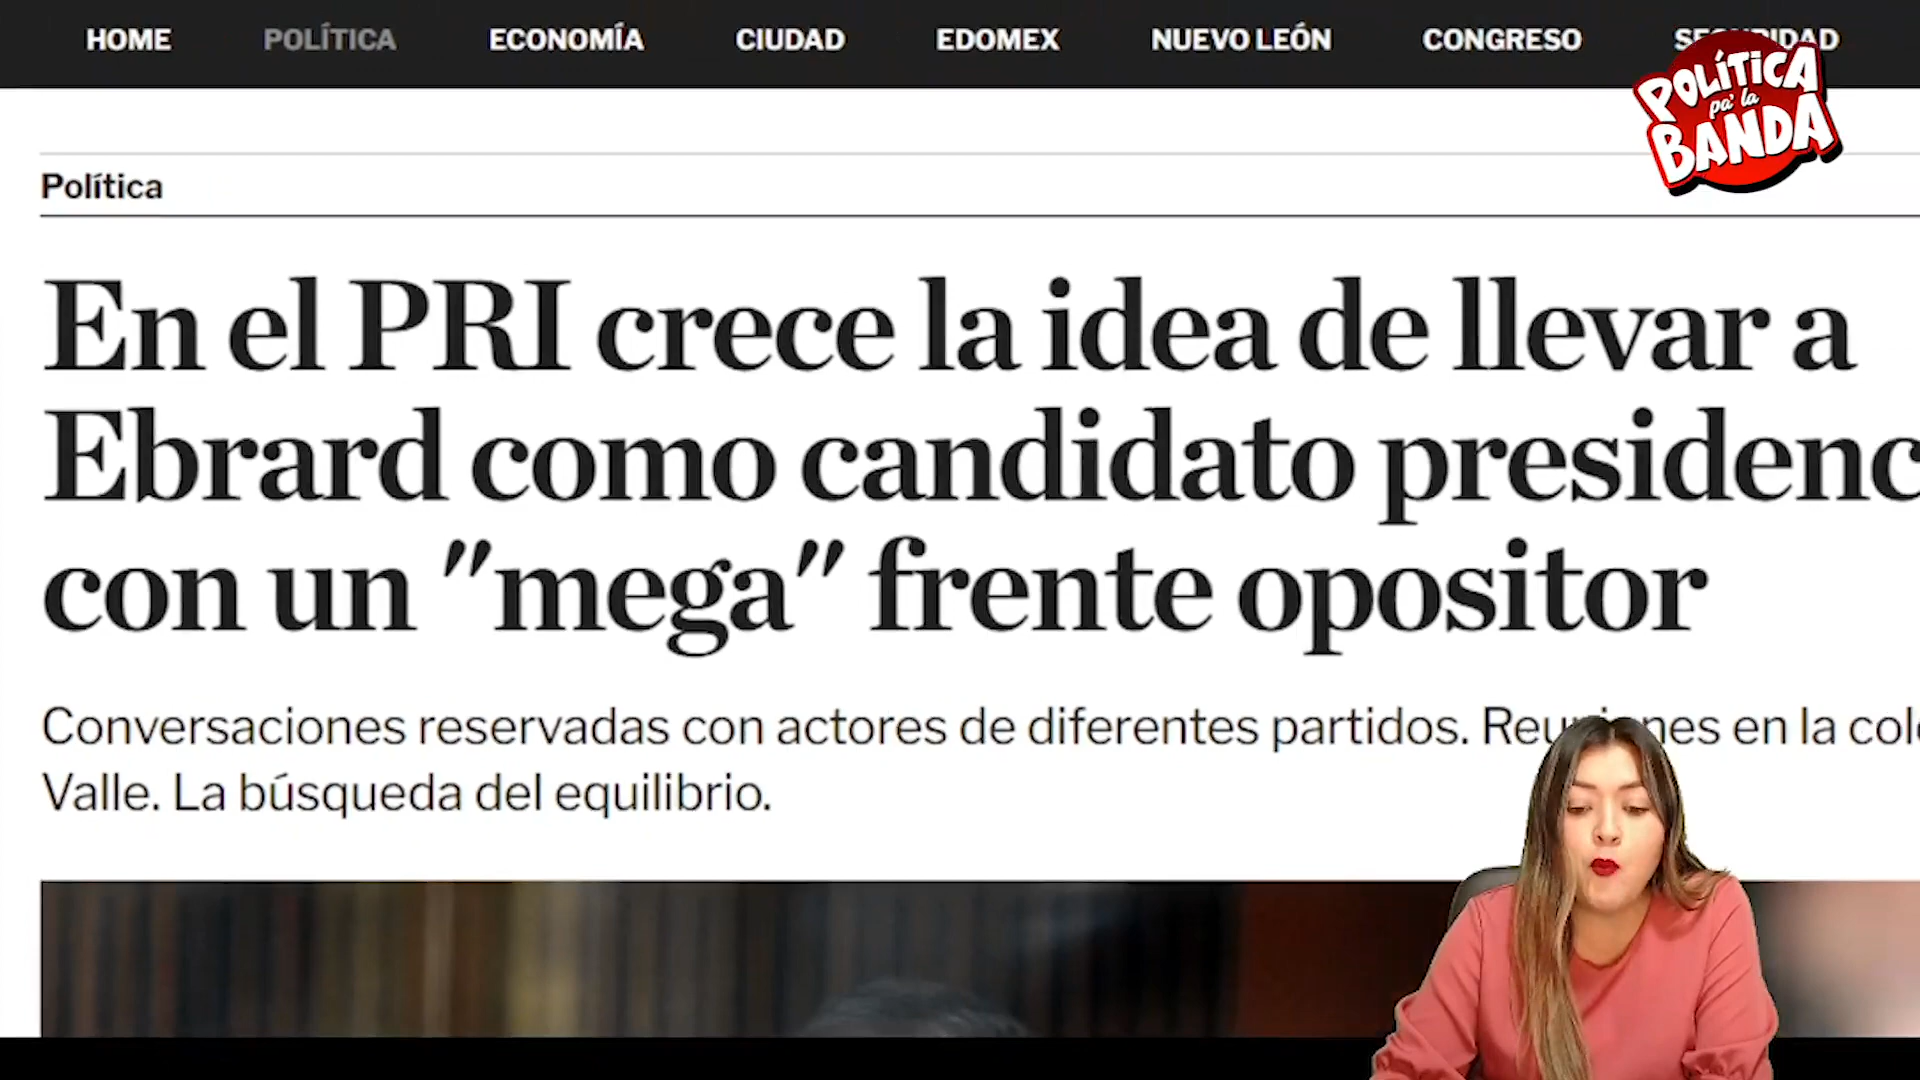 HOME POLÍTICA ECONOMÍA CIUDAD EDOMEX NUEVO LEÓN CONGRESO
POLÍTICA
pa' la
BANDA
Política
En el PRI crece la idea de llevar a
Ebrard como candidato
con un "mega" frente opositor
Conversaciones reservadas con actores de diferentes partidos. en la
Valle. La búsqueda del equilibrio.